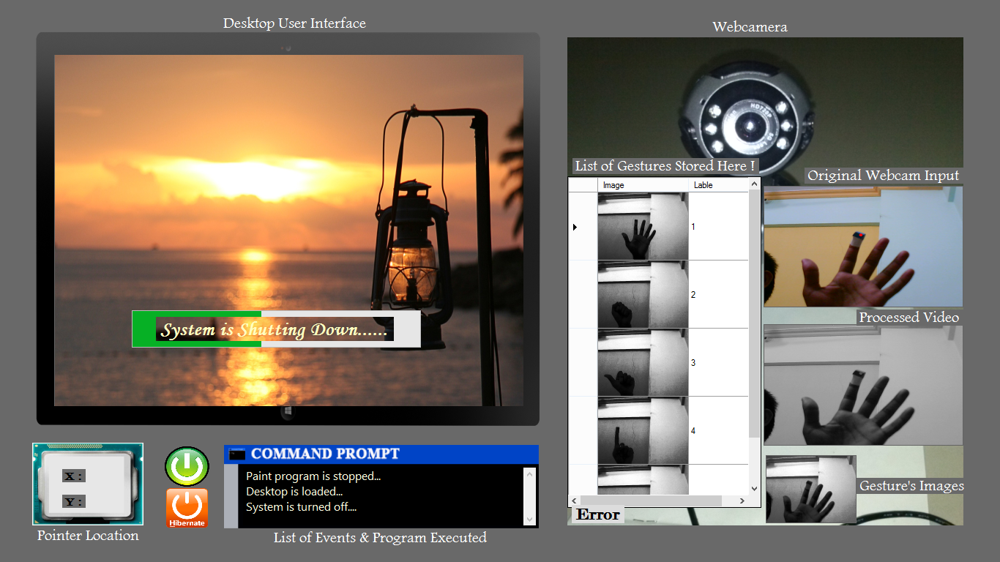 Desktop User Interface
Webcamera
HD720P
List of Gestures Stored Here !
Original Webcam Input
Image Lable
1
2
3
4
Processed Video
System is Shutting Down......
Gesture's Images
Error
X :
Y :
Pointer Location
Hibernate
COMMAND PROMPT
Paint program is stopped...
Desktop is loaded...
System is turned off....
List of Events & Program Executed